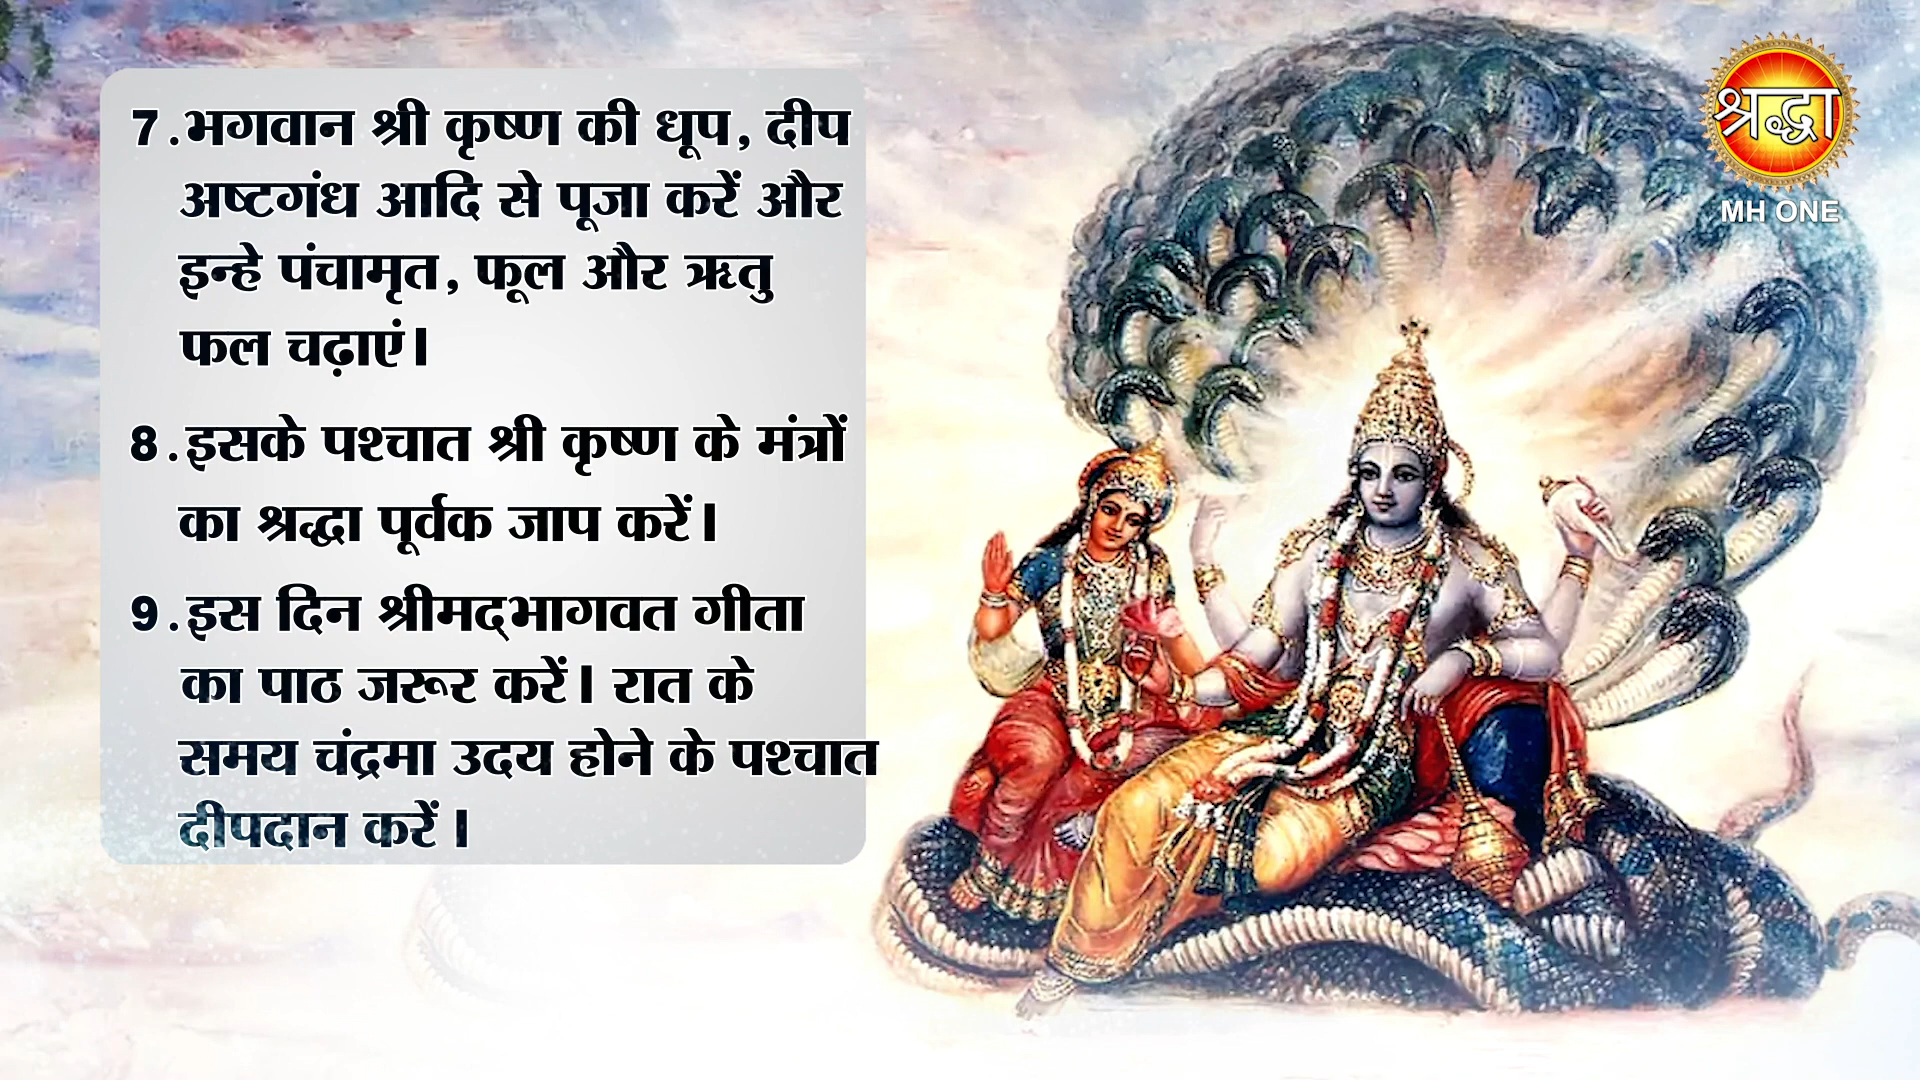 7.भगवान श्री कृष्ण की धूप, दीप
अष्टगंध आदि से पूजा करें और
इन्हे पंचामृत, फूल और ऋतु
फल चढ़ाएं।
8.इसके पश्चात श्री कृष्ण के मंत्रों
का श्रद्धा पूर्वक जाप करें।
9.इस दिन श्रीमद्भागवत गीता
का पाठ जरूर करें। रात के
समय चंद्रमा उदय होने के पश्चात
दीपदान करें।
श्रद्धा
MH ONE